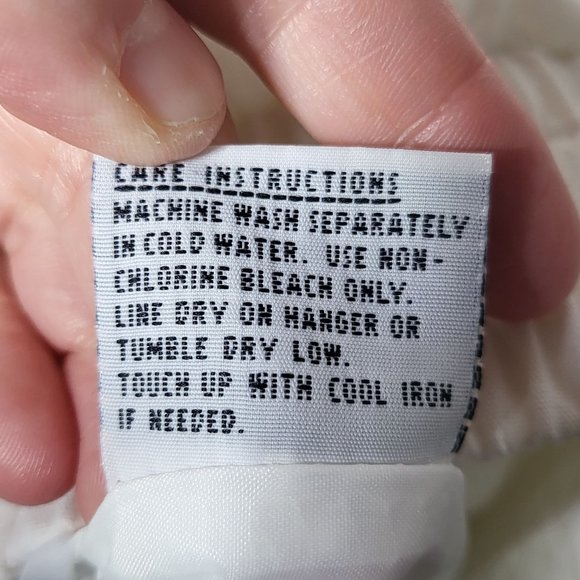 CARE INSTRUCTIONS
MACHINE WASH SEPARATELY
IN COLD WATER. USE NON-
CHLORINE BLEACH ONLY.
LINE DRY ON HANGER OR
TUMBLE DRY LOW.
TOUCH UP WITH COOL IRON
IF NEEDED.